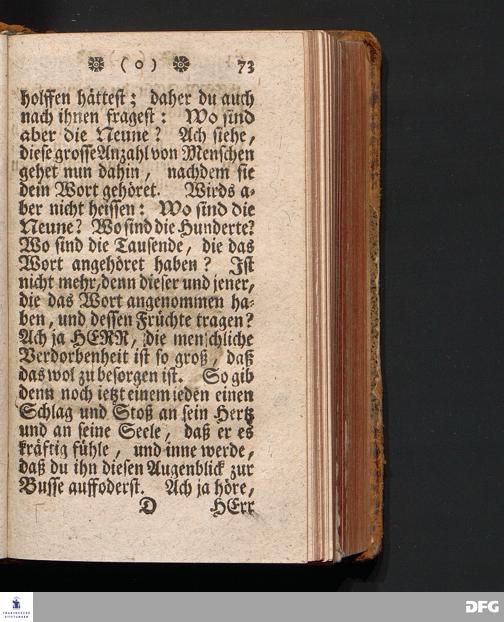 ( o ) 73
holffen hättest; daher du auch
nach ihnen fragest: Wo sind
aber die Neune? Ach siehe,
diese grosse Anzahl von Menschen
gehet nun dahin, nachdem sie
dein Wort gehöret. Wirds a-
ber nicht heissen: Wo sind die
Neune? Wo sind die Hunderte?
Wo sind die Tausende, die das
Wort angehöret haben? Ist
nicht mehr, denn dieser und jener,
die das Wort angenommen ha-
ben, und dessen Früchte tragen?
Ach ja HERR, die menschliche
Verdorbenheit ist so groß, daß
das wol zu besorgen ist. So gib
denn noch ietzt einem ieden einen
Schlag und Stoß an sein Hertz
und an seine Seele, daß er es
kräftig fühle, und inne werde,
daß du ihn diesen Augenblick zur
Busse auffoderst. Ach ja höre,
D HErr
FRANCKESCHE
STIFTUNGEN
DFG